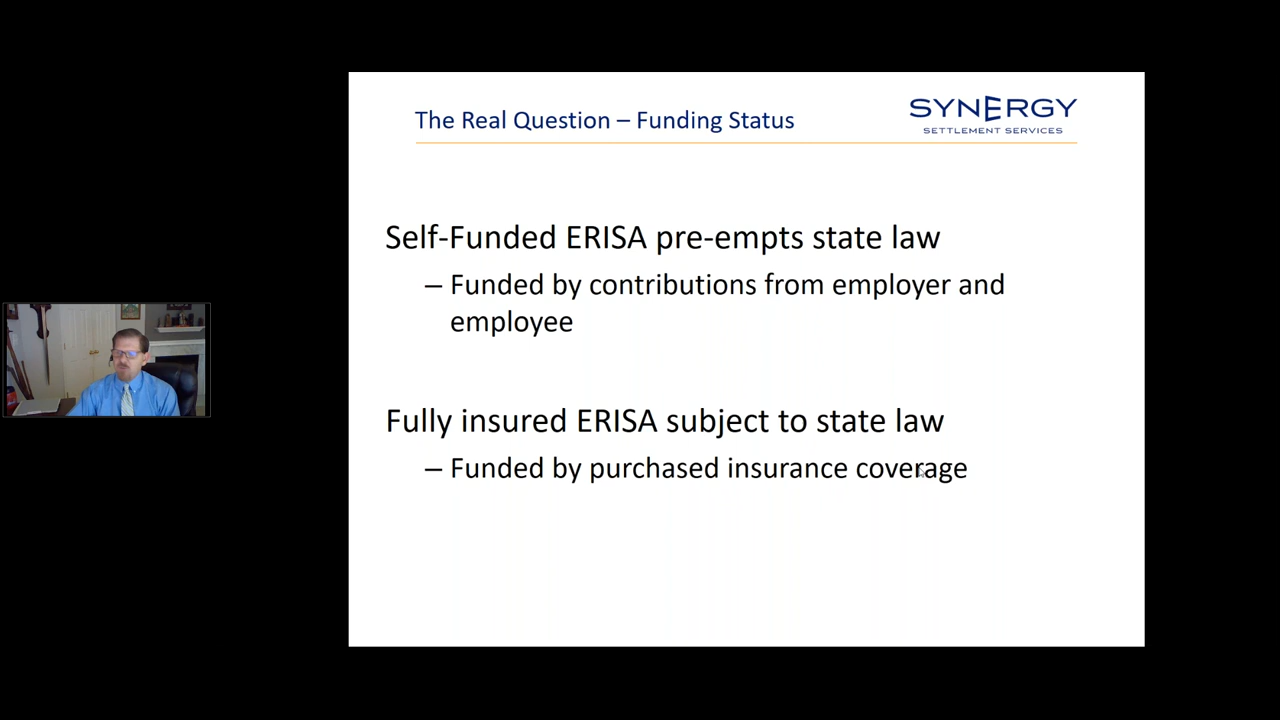 The Real Question – Funding Status
SYNERGY
SETTLEMENT SERVICES
Self-Funded ERISA pre-empts state law
– Funded by contributions from employer and
employee
Fully insured ERISA subject to state law
– Funded by purchased insurance coverage